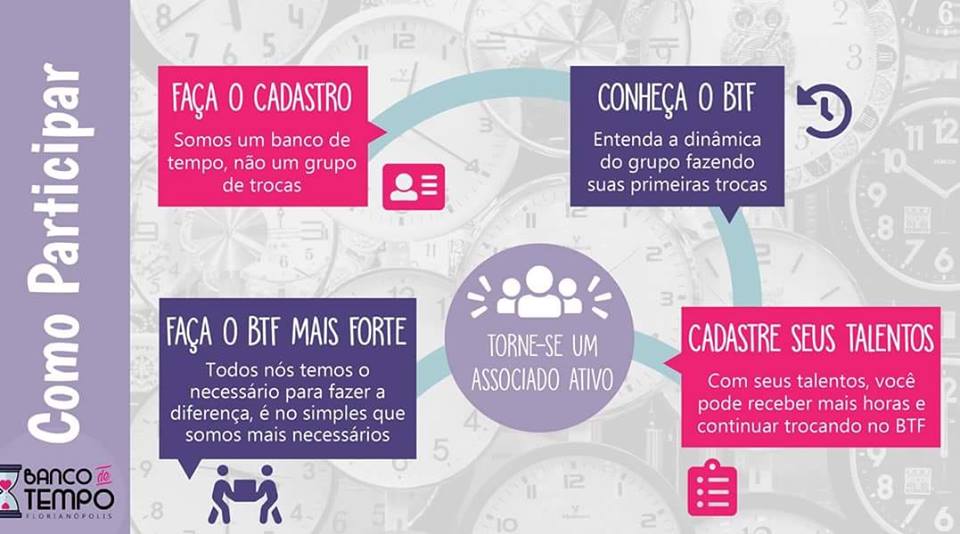 Como Participar
FAÇA O CADASTRO
Somos um banco de
tempo, não um grupo
de trocas
CONHEÇA O BTF
Entenda a dinâmica
do grupo fazendo
suas primeiras trocas
CADASTRE SEUS TALENTOS
Com seus talentos, você
pode receber mais horas e
continuar trocando no BTF
TORNE-SE UM
ASSOCIADO ATIVO
FAÇA O BTF MAIS FORTE
Todos nós temos o
necessário para fazer a
diferença, é no simples que
somos mais necessários
BANCO de
TEMPO
FLORIANÓPOLIS